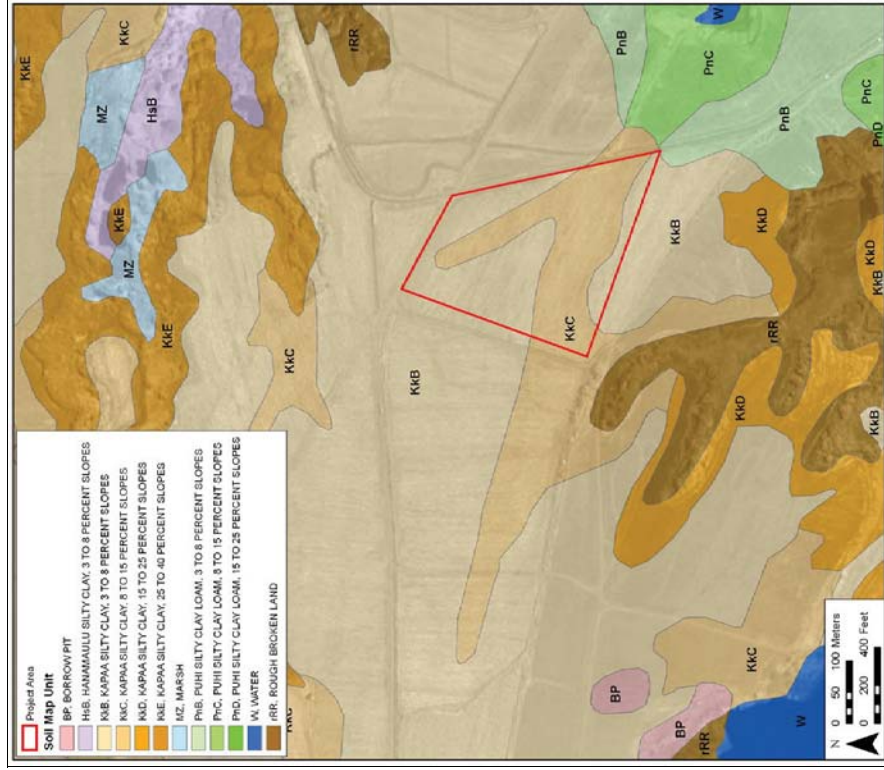 Project Area
Soil Map Unit
BP, BORROW PIT
HsB, HANAMAULU SILTY CLAY, 3 TO 8 PERCENT SLOPES
KkB, KAPAA SILTY CLAY, 3 TO 8 PERCENT SLOPES
KkC, KAPAA SILTY CLAY, 8 TO 15 PERCENT SLOPES
KkD, KAPAA SILTY CLAY, 15 TO 25 PERCENT SLOPES
KkE, KAPAA SILTY CLAY, 25 TO 40 PERCENT SLOPES
MZ, MARSH
PnB, PUHI SILTY CLAY LOAM, 3 TO 8 PERCENT SLOPES
PnC, PUHI SILTY CLAY LOAM, 8 TO 15 PERCENT SLOPES
PnD, PUHI SILTY CLAY LOAM, 15 TO 25 PERCENT SLOPES
W, WATER
rRR, ROUGH BROKEN LAND
KkE
KkC
MZ
HsB
KkE
MZ
KkE
KkC
rRR
W
PnB
PnC
PnB
PnC
PnD
KkB
KkC
KkB
KkD
KkD
KkB
rRR
KkD
KkB
KkC
BP
BP
rRR
W
KkC
N
0 50 100 Meters
0 200 400 Feet